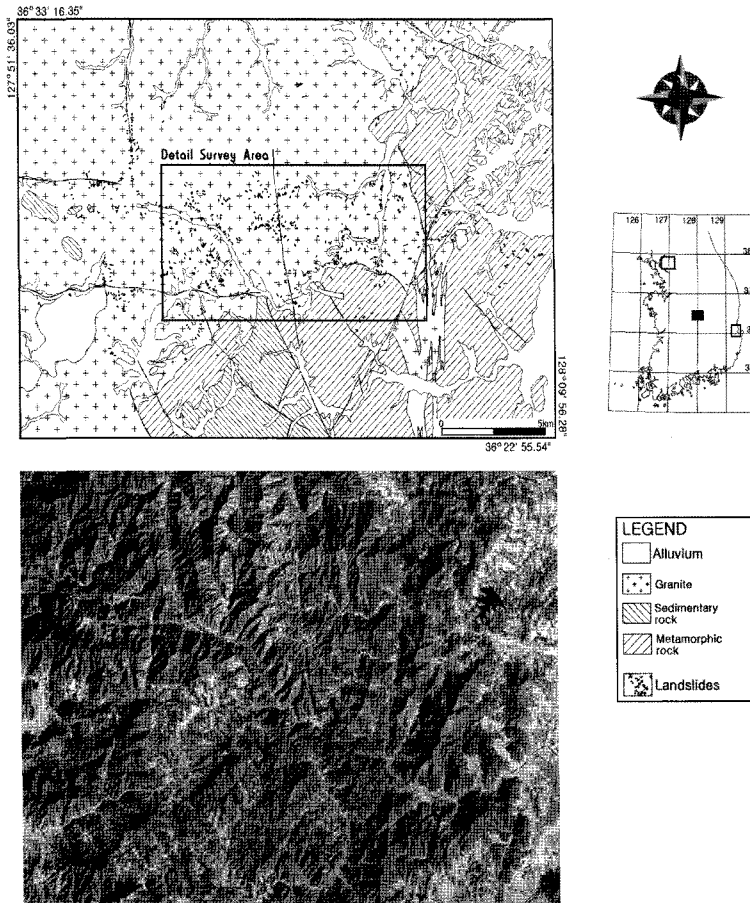 36° 33' 16.35"
127° 51' 36.03"
Detail Survey Area
128° 09' 56.28"
0 5km
36° 22' 55.54"
126 127 128 129
LEGEND
Alluvium
Granite
Sedimentary
rock
Metamorphic
rock
Landslides